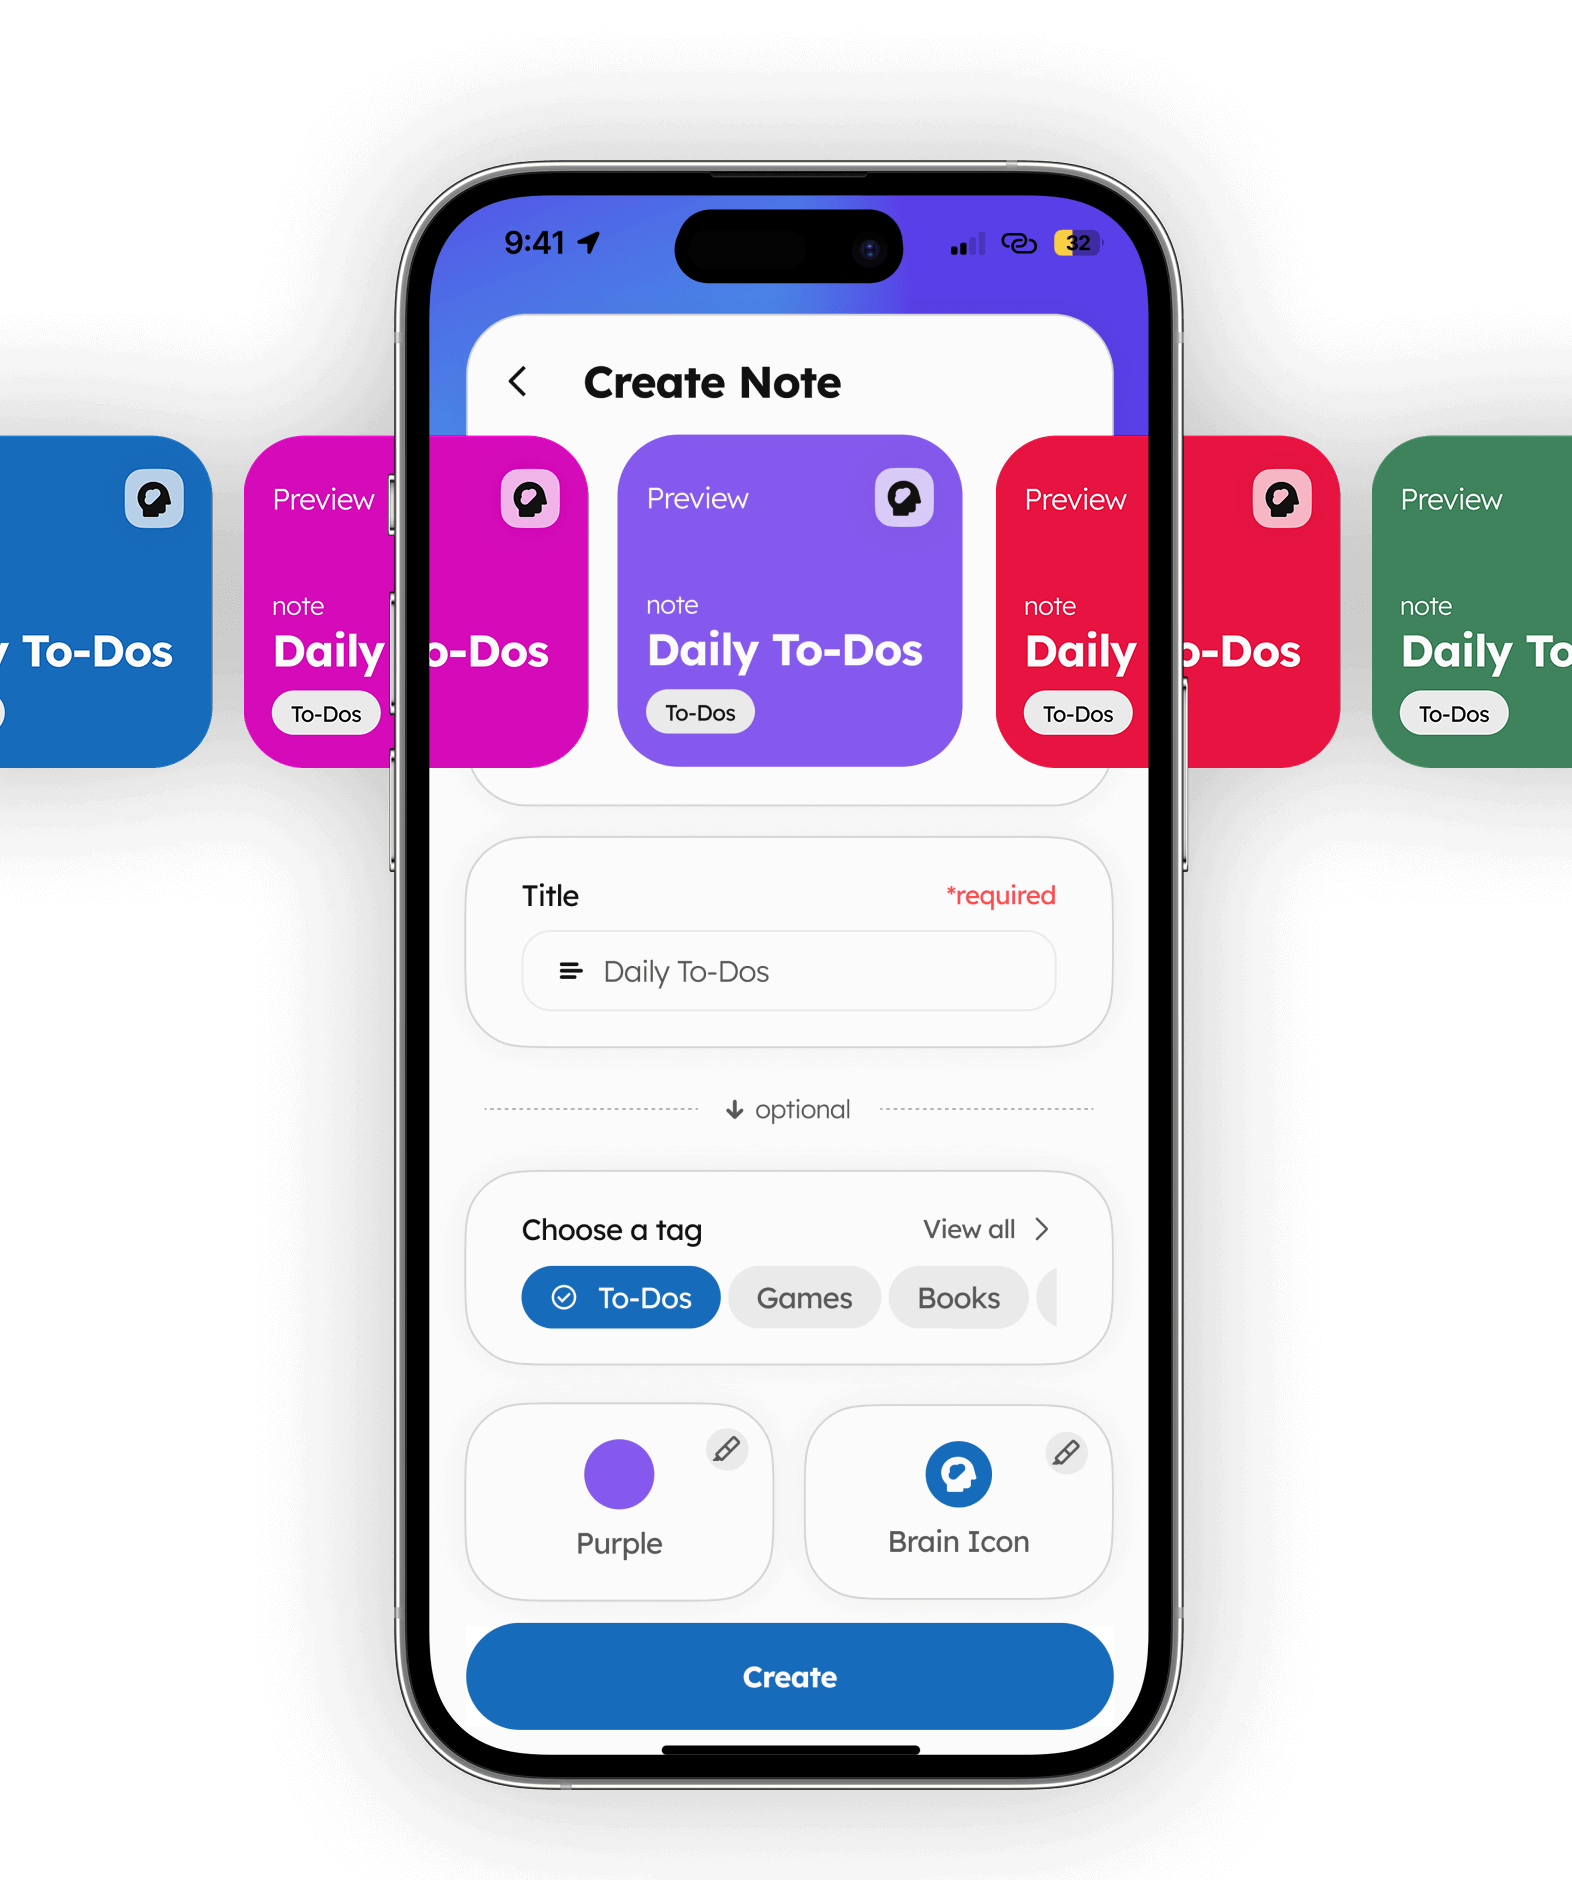 9:41
32
Create Note
Preview
Preview
Preview
Preview
note
note
note
note
y To-Dos
Daily o-Dos
Daily To-Dos
Daily o-Dos
Daily To
To-Dos
To-Dos
To-Dos
To-Dos
Title
*required
Daily To-Dos
optional
Choose a tag
View all
To-Dos
Games
Books
Purple
Brain Icon
Create